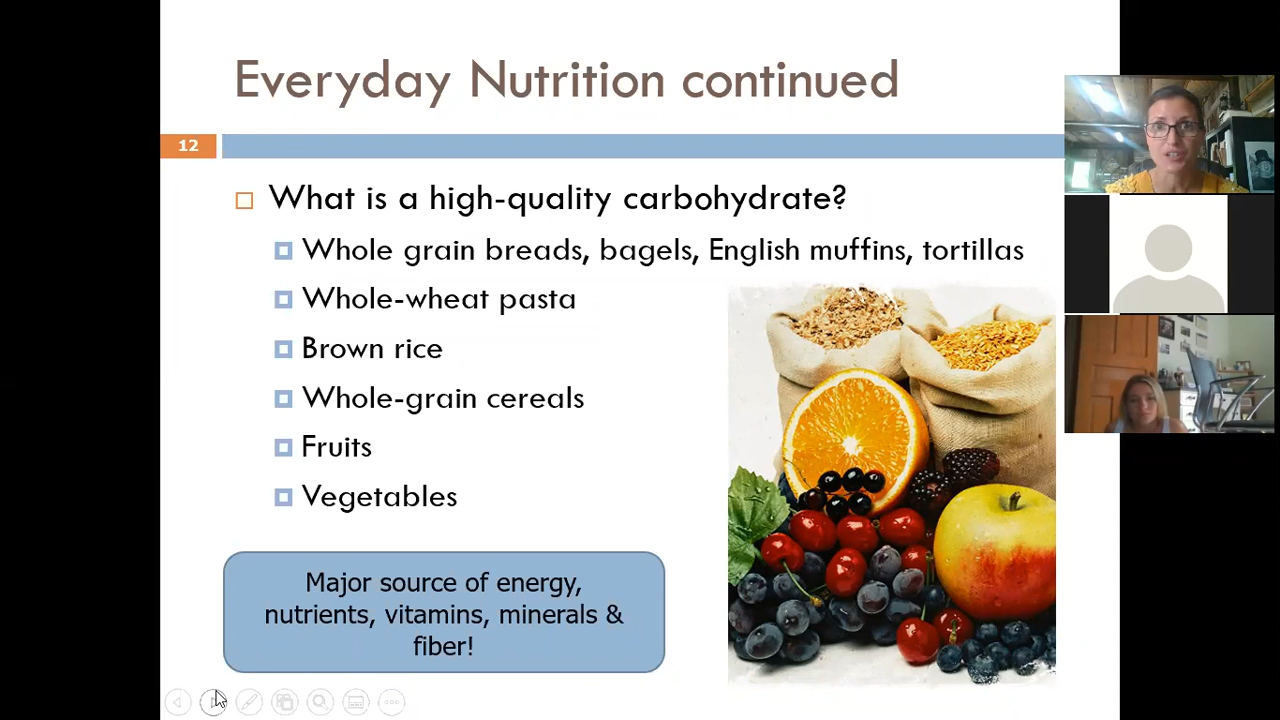 Everyday Nutrition continued
12
What is a high-quality carbohydrate?
Whole grain breads, bagels, English muffins, tortillas
Whole-wheat pasta
Brown rice
Whole-grain cereals
Fruits
Vegetables
Major source of energy,
nutrients, vitamins, minerals &
fiber!